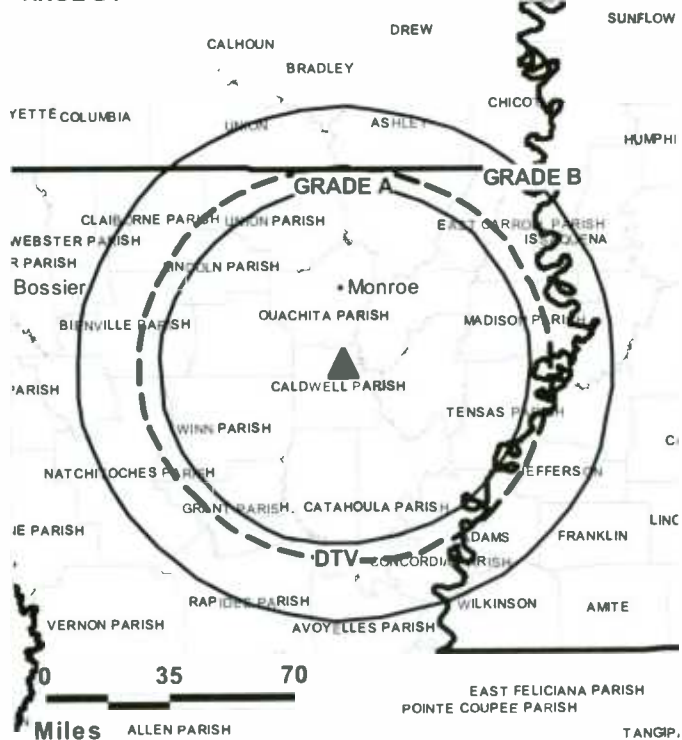 DREW
SUNFLOW
CALHOUN
BRADLEY
CHICO
YETTE COLUMBIA
UNION
ASHLEY
HUMPHI
GRADE A
GRADE B
CLAIBORNE PARISH UNION PARISH
EAST CARROLL PARISH
WEBSTER PARISH
ISSAQUENA
R PARISH
LINCOLN PARISH
Bossier
Monroe
OUACHITA PARISH
MADISON PARISH
BIENVILLE PARISH
PARISH
CALDWELL PARISH
TENSAS PARISH
WINN PARISH
NATCHITOCHES PARISH
JEFFERSON
GRANT PARISH
CATAHOULA PARISH
LINC
NE PARISH
ADAMS
FRANKLIN
DTV
CONCORDIA PARISH
RAPIDES PARISH
WILKINSON
AMITE
VERNON PARISH
AVOYELLES PARISH
0 35 70
EAST FELICIANA PARISH
POINTE COUPEE PARISH
Miles
ALLEN PARISH
TANGIP